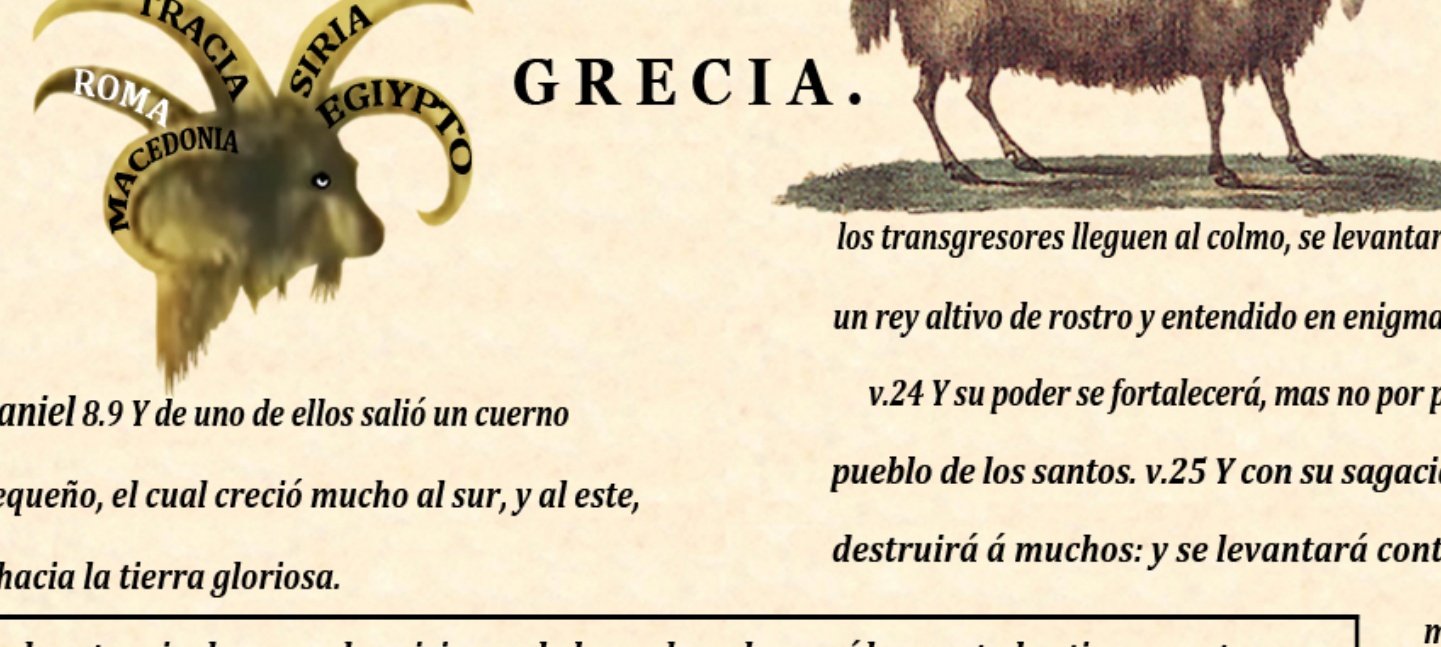 TRACIA
SIRIA
ROMA
EGIYPTO
MACEDONIA
GRECIA.
aniel 8.9 Y de uno de ellos salió un cuerno
equeño, el cual creció mucho al sur, y al este,
hacia la tierra gloriosa.
los transgresores lleguen al colmo, se levantar
un rey altivo de rostro y entendido en enigma
v.24 Y su poder se fortalecerá, mas no por p
pueblo de los santos. v.25 Y con su sagaci
destruirá á muchos: y se levantará cont